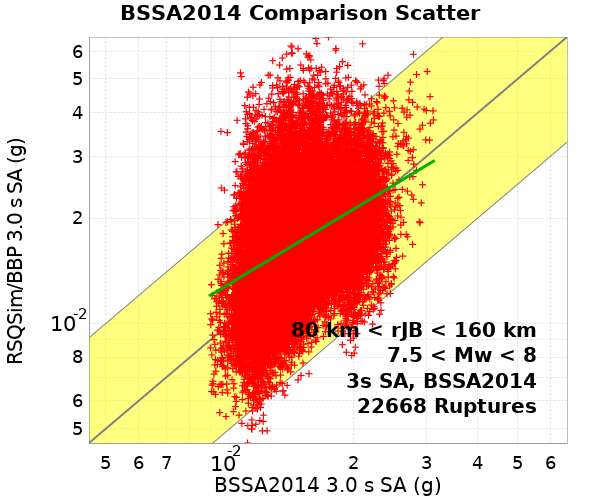 BSSA2014 Comparison Scatter
RSQSim/BBP 3.0 s SA (g)
6
5
4
3
2
10-2
8
6
5
80 km < rJB < 160 km
7.5 < Mw < 8
3s SA, BSSA2014
22668 Ruptures
5 6 7 10-2 2 3 4 5 6
BSSA2014 3.0 s SA (g)